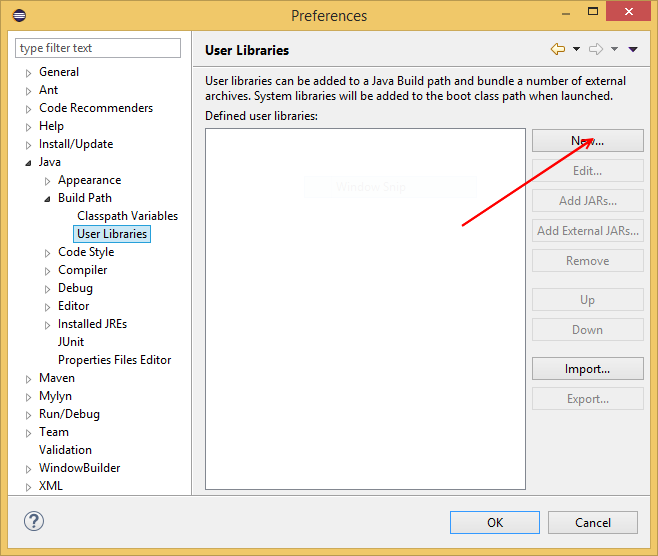 Preferences
type filter text
General
Ant
Code Recommenders
Help
Install/Update
Java
Appearance
Build Path
Classpath Variables
User Libraries
Code Style
Compiler
Debug
Editor
Installed JREs
JUnit
Properties Files Editor
Maven
Mylyn
Run/Debug
Team
Validation
WindowBuilder
XML
User Libraries
User libraries can be added to a Java Build path and bundle a number of external
archives. System libraries will be added to the boot class path when launched.
Defined user libraries:
Window Snip
New...
Edit...
Add JARs...
Add External JARs...
Remove
Up
Down
Import...
Export...
?
OK
Cancel